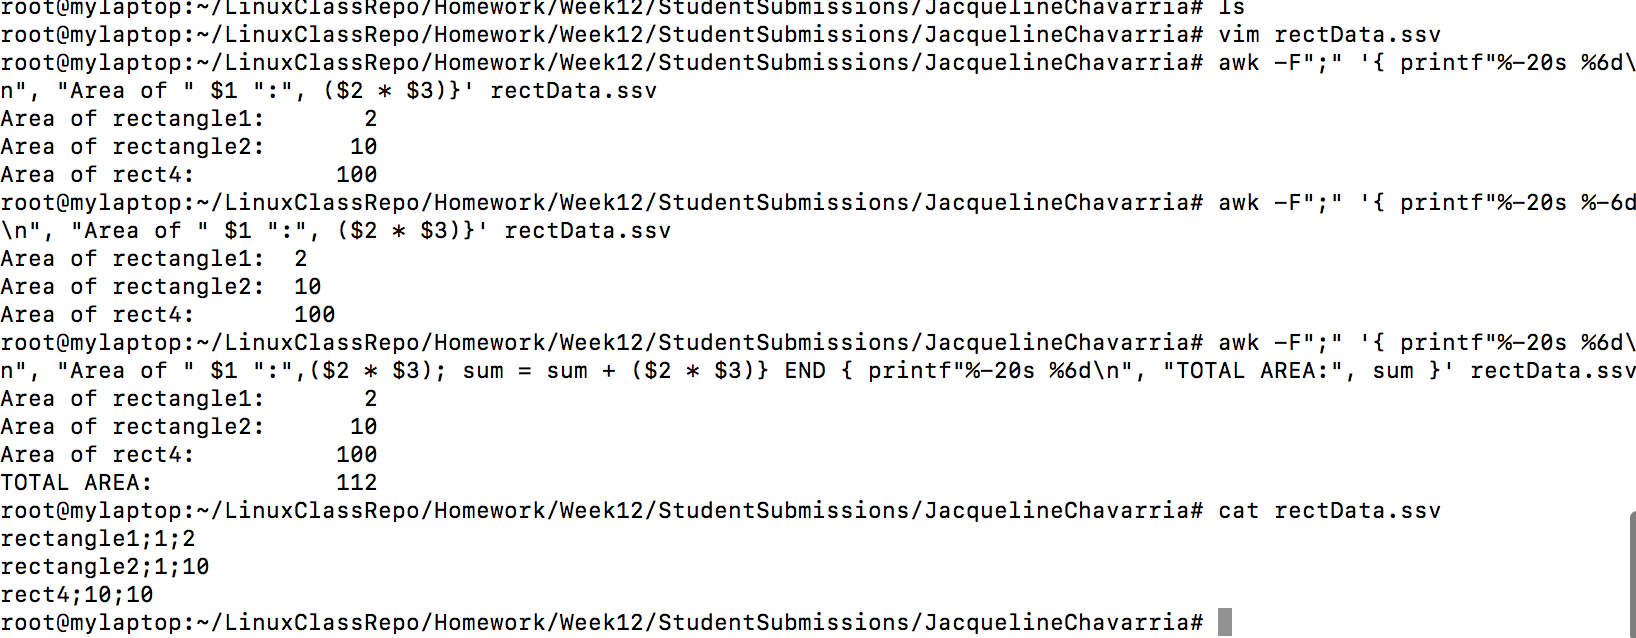 root@mylaptop:~/LinuxClassRepo/Homework/Week12/StudentSubmissions/JacquelineChavarria# ls
root@mylaptop:~/LinuxClassRepo/Homework/Week12/StudentSubmissions/JacquelineChavarria# vim rectData.ssv
root@mylaptop:~/LinuxClassRepo/Homework/Week12/StudentSubmissions/JacquelineChavarria# awk -F";" '{ printf"%-20s %6d\
n", "Area of " $1 ":", ($2 * $3)}' rectData.ssv
Area of rectangle1:       2
Area of rectangle2:      10
Area of rect4:          100
root@mylaptop:~/LinuxClassRepo/Homework/Week12/StudentSubmissions/JacquelineChavarria# awk -F";" '{ printf"%-20s %-6d
\n", "Area of " $1 ":", ($2 * $3)}' rectData.ssv
Area of rectangle1:  2
Area of rectangle2:  10
Area of rect4:       100
root@mylaptop:~/LinuxClassRepo/Homework/Week12/StudentSubmissions/JacquelineChavarria# awk -F";" '{ printf"%-20s %6d\
n", "Area of " $1 ":",($2 * $3); sum = sum + ($2 * $3)} END { printf"%-20s %6d\n", "TOTAL AREA:", sum }' rectData.ssv
Area of rectangle1:       2
Area of rectangle2:      10
Area of rect4:          100
TOTAL AREA:             112
root@mylaptop:~/LinuxClassRepo/Homework/Week12/StudentSubmissions/JacquelineChavarria# cat rectData.ssv
rectangle1;1;2
rectangle2;1;10
rect4;10;10
root@mylaptop:~/LinuxClassRepo/Homework/Week12/StudentSubmissions/JacquelineChavarria#